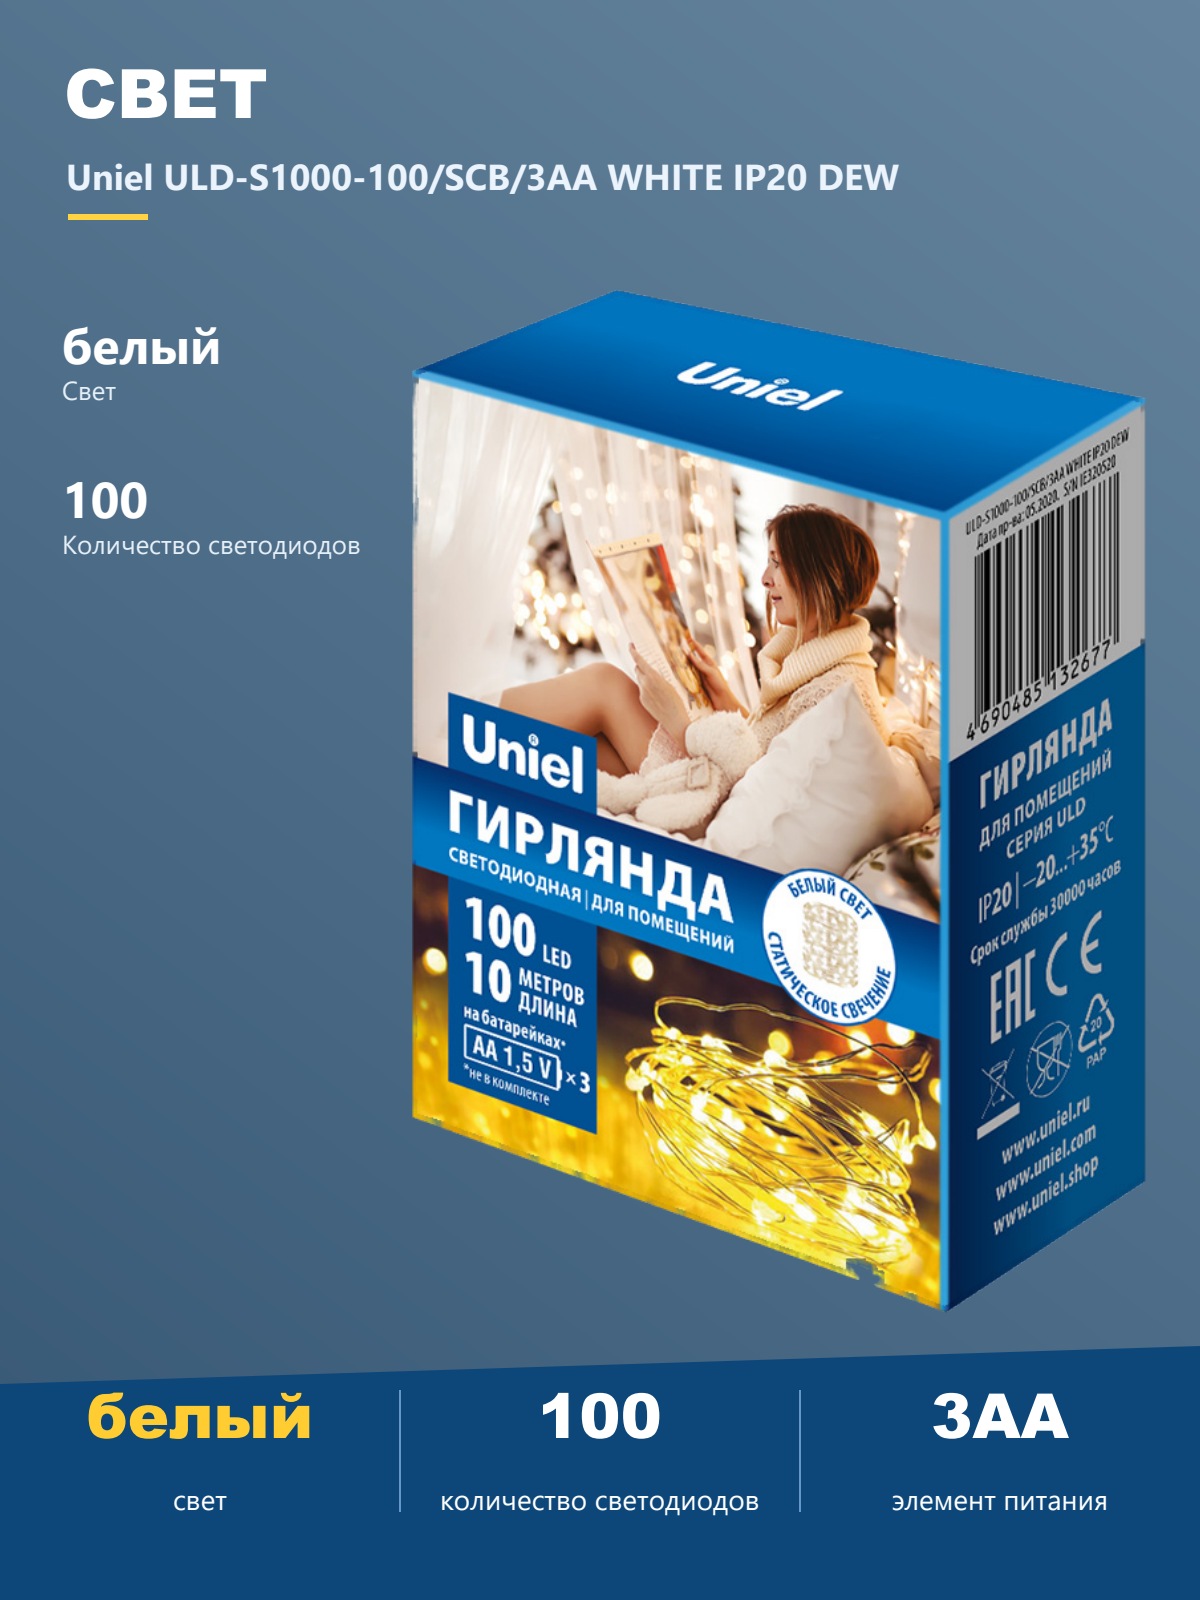 СВЕТ
Uniel ULD-S1000-100/SCB/3AA WHITE IP20 DEW
белый
Свет
100
Количество светодиодов
Uniel
ULD-S1000-100/SCB/3AA WHITE IP20 DEW
Дата пр-ва: 05.2020. S/N IE320520
4 690485 132677
Uniel
ГИРЛЯНДА
СВЕТОДИОДНАЯ | ДЛЯ ПОМЕЩЕНИЙ
100 LED
10 МЕТРОВ
ДЛИНА
на батарейках*
AA 1,5 V × 3
*не в комплекте
БЕЛЫЙ СВЕТ
СТАТИЧЕСКОЕ СВЕЧЕНИЕ
ГИРЛЯНДА
ДЛЯ ПОМЕЩЕНИЙ
СЕРИЯ ULD
IP20 | −20...+35°C
Срок службы 30000 часов
EAC CE
20
PAP
www.uniel.ru
www.uniel.com
www.uniel.shop
белый
свет
100
количество светодиодов
3AA
элемент питания